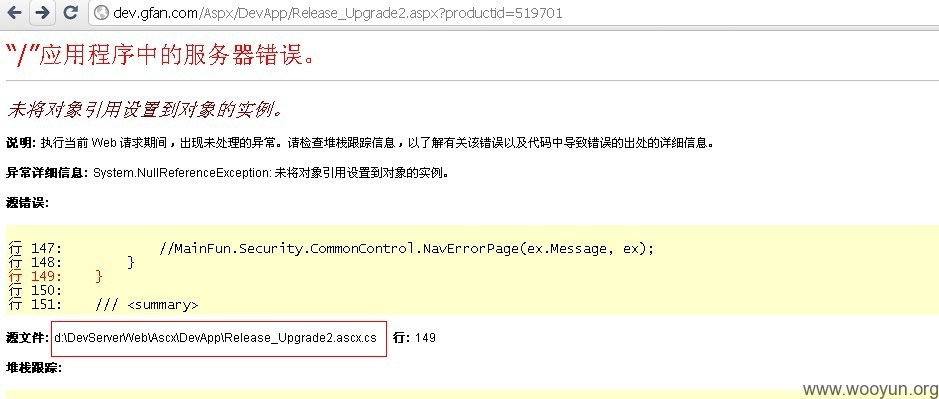 dev.gfan.com/Aspx/DevApp/Release_Upgrade2.aspx?productid=519701
“/”应用程序中的服务器错误。
未将对象引用设置到对象的实例。
说明: 执行当前 Web 请求期间，出现未处理的异常。请检查堆栈跟踪信息，以了解有关该错误以及代码中导致错误的出处的详细信息。
异常详细信息: System.NullReferenceException: 未将对象引用设置到对象的实例。
源错误:
行 147:            //MainFun.Security.CommonControl.NavErrorPage(ex.Message, ex);
行 148:        }
行 149:    }
行 150:
行 151:    /// <summary>
源文件: d:\DevServerWeb\Ascx\DevApp\Release_Upgrade2.ascx.cs    行: 149
堆栈跟踪:
www.wooyun.org